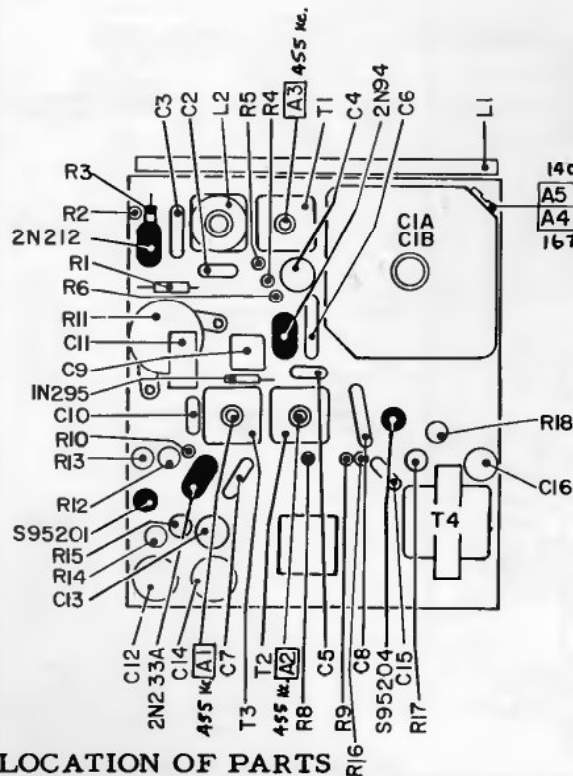 C3
C2
L2
R5
R4
A3 455 KC.
T1
C4
2N94
C6
L1
R3
R2
2N212
R1
R6
R11
C11
C9
1N295
C10
R10
R13
R12
S95201
R15
R14
C13
C1A
C1B
140
A5
A4
167
R18
C16
T4
C12
2N233A
C14
455 KC. A1
C7
T3
T2
455 KC. A2
R8
C5
R9
R16
C8
S95204
C15
R17
LOCATION OF PARTS